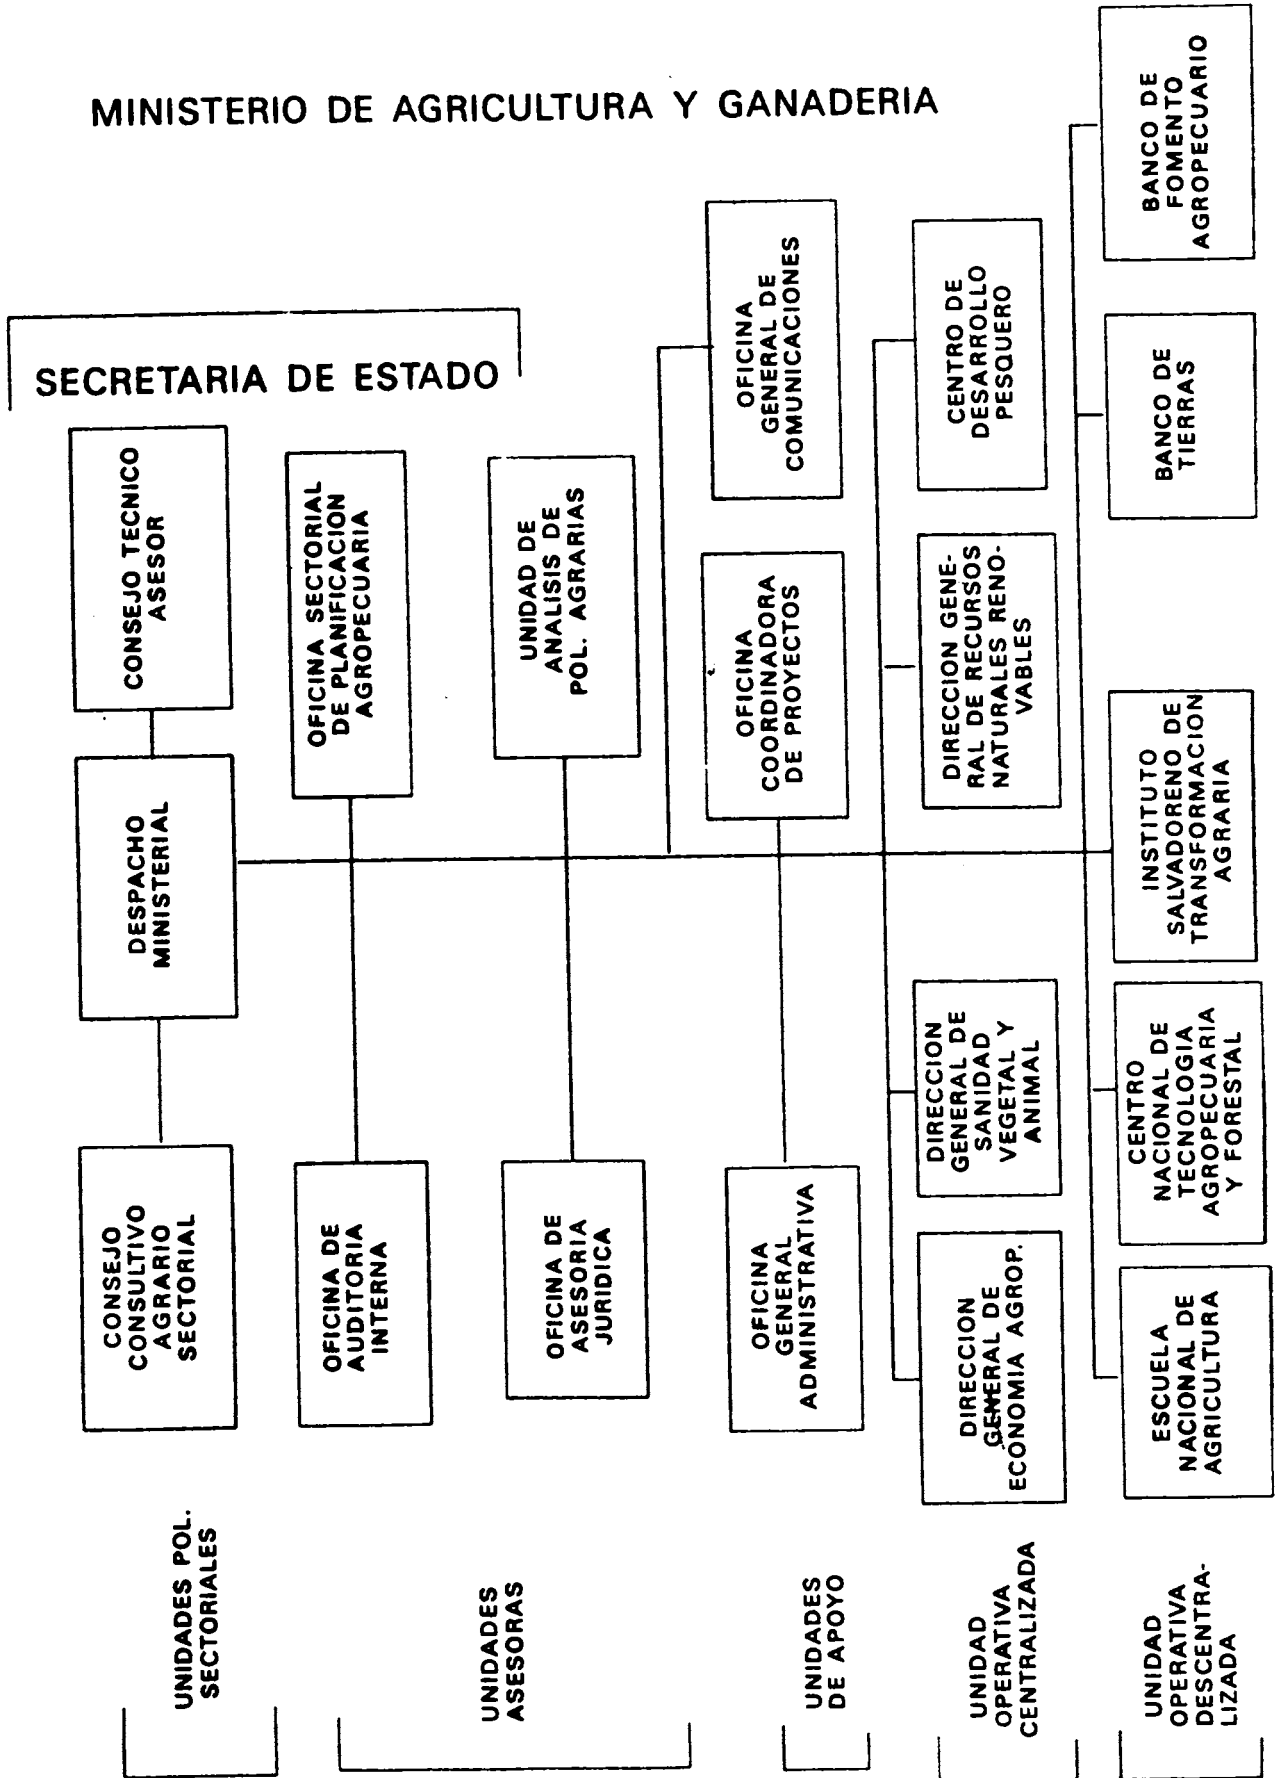 MINISTERIO DE AGRICULTURA Y GANADERIA
SECRETARIA DE ESTADO
UNIDADES POL.
SECTORIALES
CONSEJO
CONSULTIVO
AGRARIO
SECTORIAL
DESPACHO
MINISTERIAL
CONSEJO TECNICO
ASESOR
UNIDADES
ASESORAS
OFICINA DE
AUDITORIA
INTERNA
OFICINA SECTORIAL
DE PLANIFICACION
AGROPECUARIA
OFICINA DE
ASESORIA
JURIDICA
UNIDAD DE
ANALISIS DE
POL. AGRARIAS
UNIDADES
DE APOYO
OFICINA
GENERAL
ADMINISTRATIVA
OFICINA
COORDINADORA
DE PROYECTOS
OFICINA
GENERAL DE
COMUNICACIONES
UNIDAD
OPERATIVA
CENTRALIZADA
DIRECCION
GENERAL DE
ECONOMIA AGROP.
DIRECCION
GENERAL DE
SANIDAD
VEGETAL Y
ANIMAL
DIRECCION GENE-
RAL DE RECURSOS
NATURALES RENO-
VABLES
CENTRO DE
DESARROLLO
PESQUERO
UNIDAD
OPERATIVA
DESCENTRA-
LIZADA
ESCUELA
NACIONAL DE
AGRICULTURA
CENTRO
NACIONAL DE
TECNOLOGIA
AGROPECUARIA
Y FORESTAL
INSTITUTO
SALVADORENO DE
TRANSFORMACION
AGRARIA
BANCO DE
TIERRAS
BANCO DE
FOMENTO
AGROPECUARIO